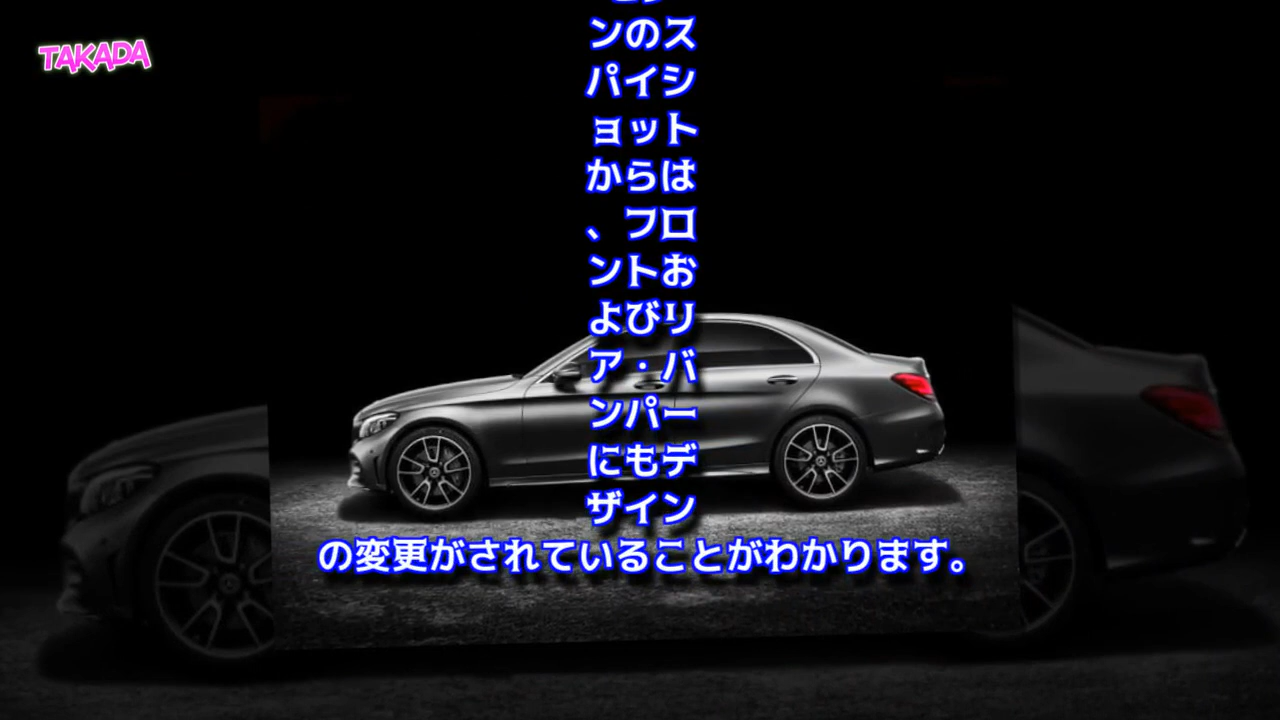 TAKADA
ンのス
パイシ
ョット
からは
、フロ
ントお
よびリ
ア・バ
ンパー
にもデ
ザイン
の変更がされていることがわかります。